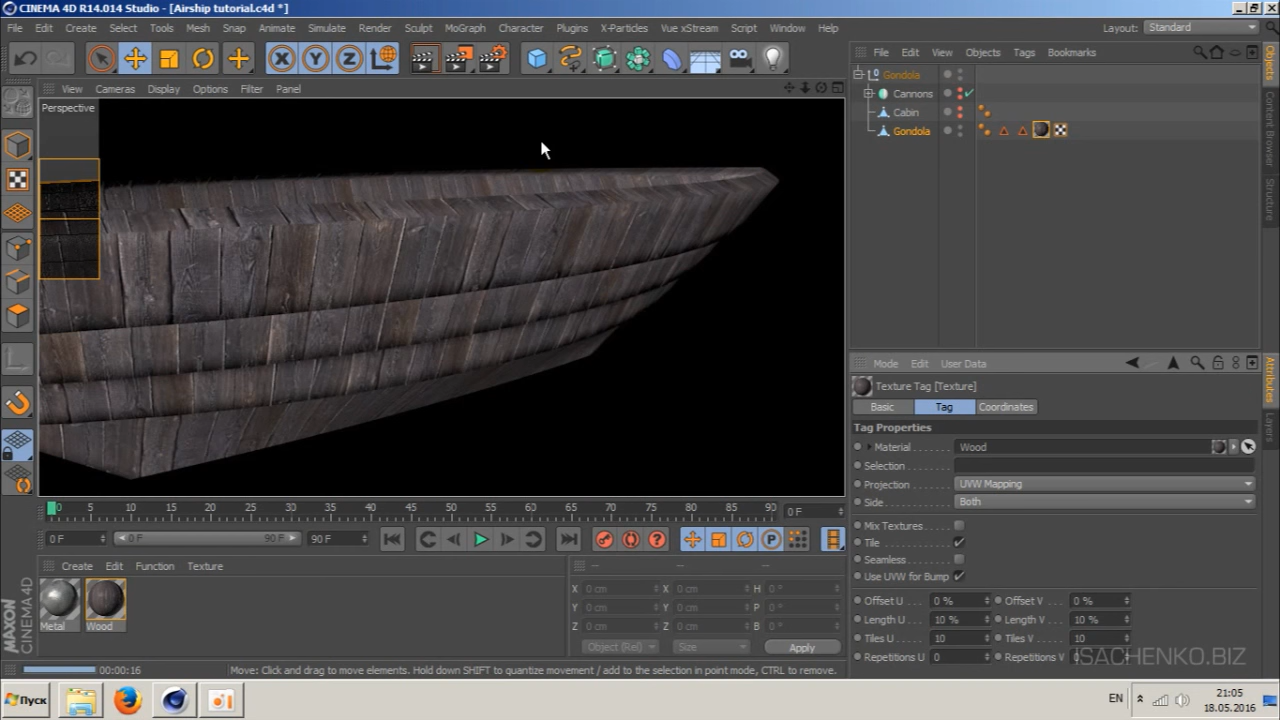 CINEMA 4D R14.014 Studio - [Airship tutorial.c4d *]
File Edit Create Select Tools Mesh Snap Animate Simulate Render Sculpt MoGraph Character Plugins X-Particles Vue xStream Script Window Help Layout: Standard
X Y Z
File Edit View Objects Tags Bookmarks
Gondola
Cannons
Cabin
Gondola
Objects
Content Browser
Structure
View Cameras Display Options Filter Panel
Perspective
Mode Edit User Data
Texture Tag [Texture]
Basic Tag Coordinates
Tag Properties
Material Wood
Selection
Projection UVW Mapping
Side Both
Mix Textures
Tile
Seamless
Use UVW for Bump
Offset U 0 % Offset V 0 %
Length U 10 % Length V 10 %
Tiles U 10 Tiles V 10
Repetitions U 0 Repetitions V 0
Attributes
Layers
0 5 10 15 20 25 30 35 40 45 50 55 60 65 70 75 80 85 90 0 F
0 F 0 F 90 F 90 F
P
Create Edit Function Texture
Metal Wood
-- -- --
X 0 cm X 0 cm H 0 °
Y 0 cm Y 0 cm P 0 °
Z 0 cm Z 0 cm B 0 °
Object (Rel) Size Apply
MAXON
CINEMA 4D
00:00:16 Move: Click and drag to move elements. Hold down SHIFT to quantize movement / add to the selection in point mode, CTRL to remove.
ISACHENKO.BIZ
Пуск EN 21:05
18.05.2016